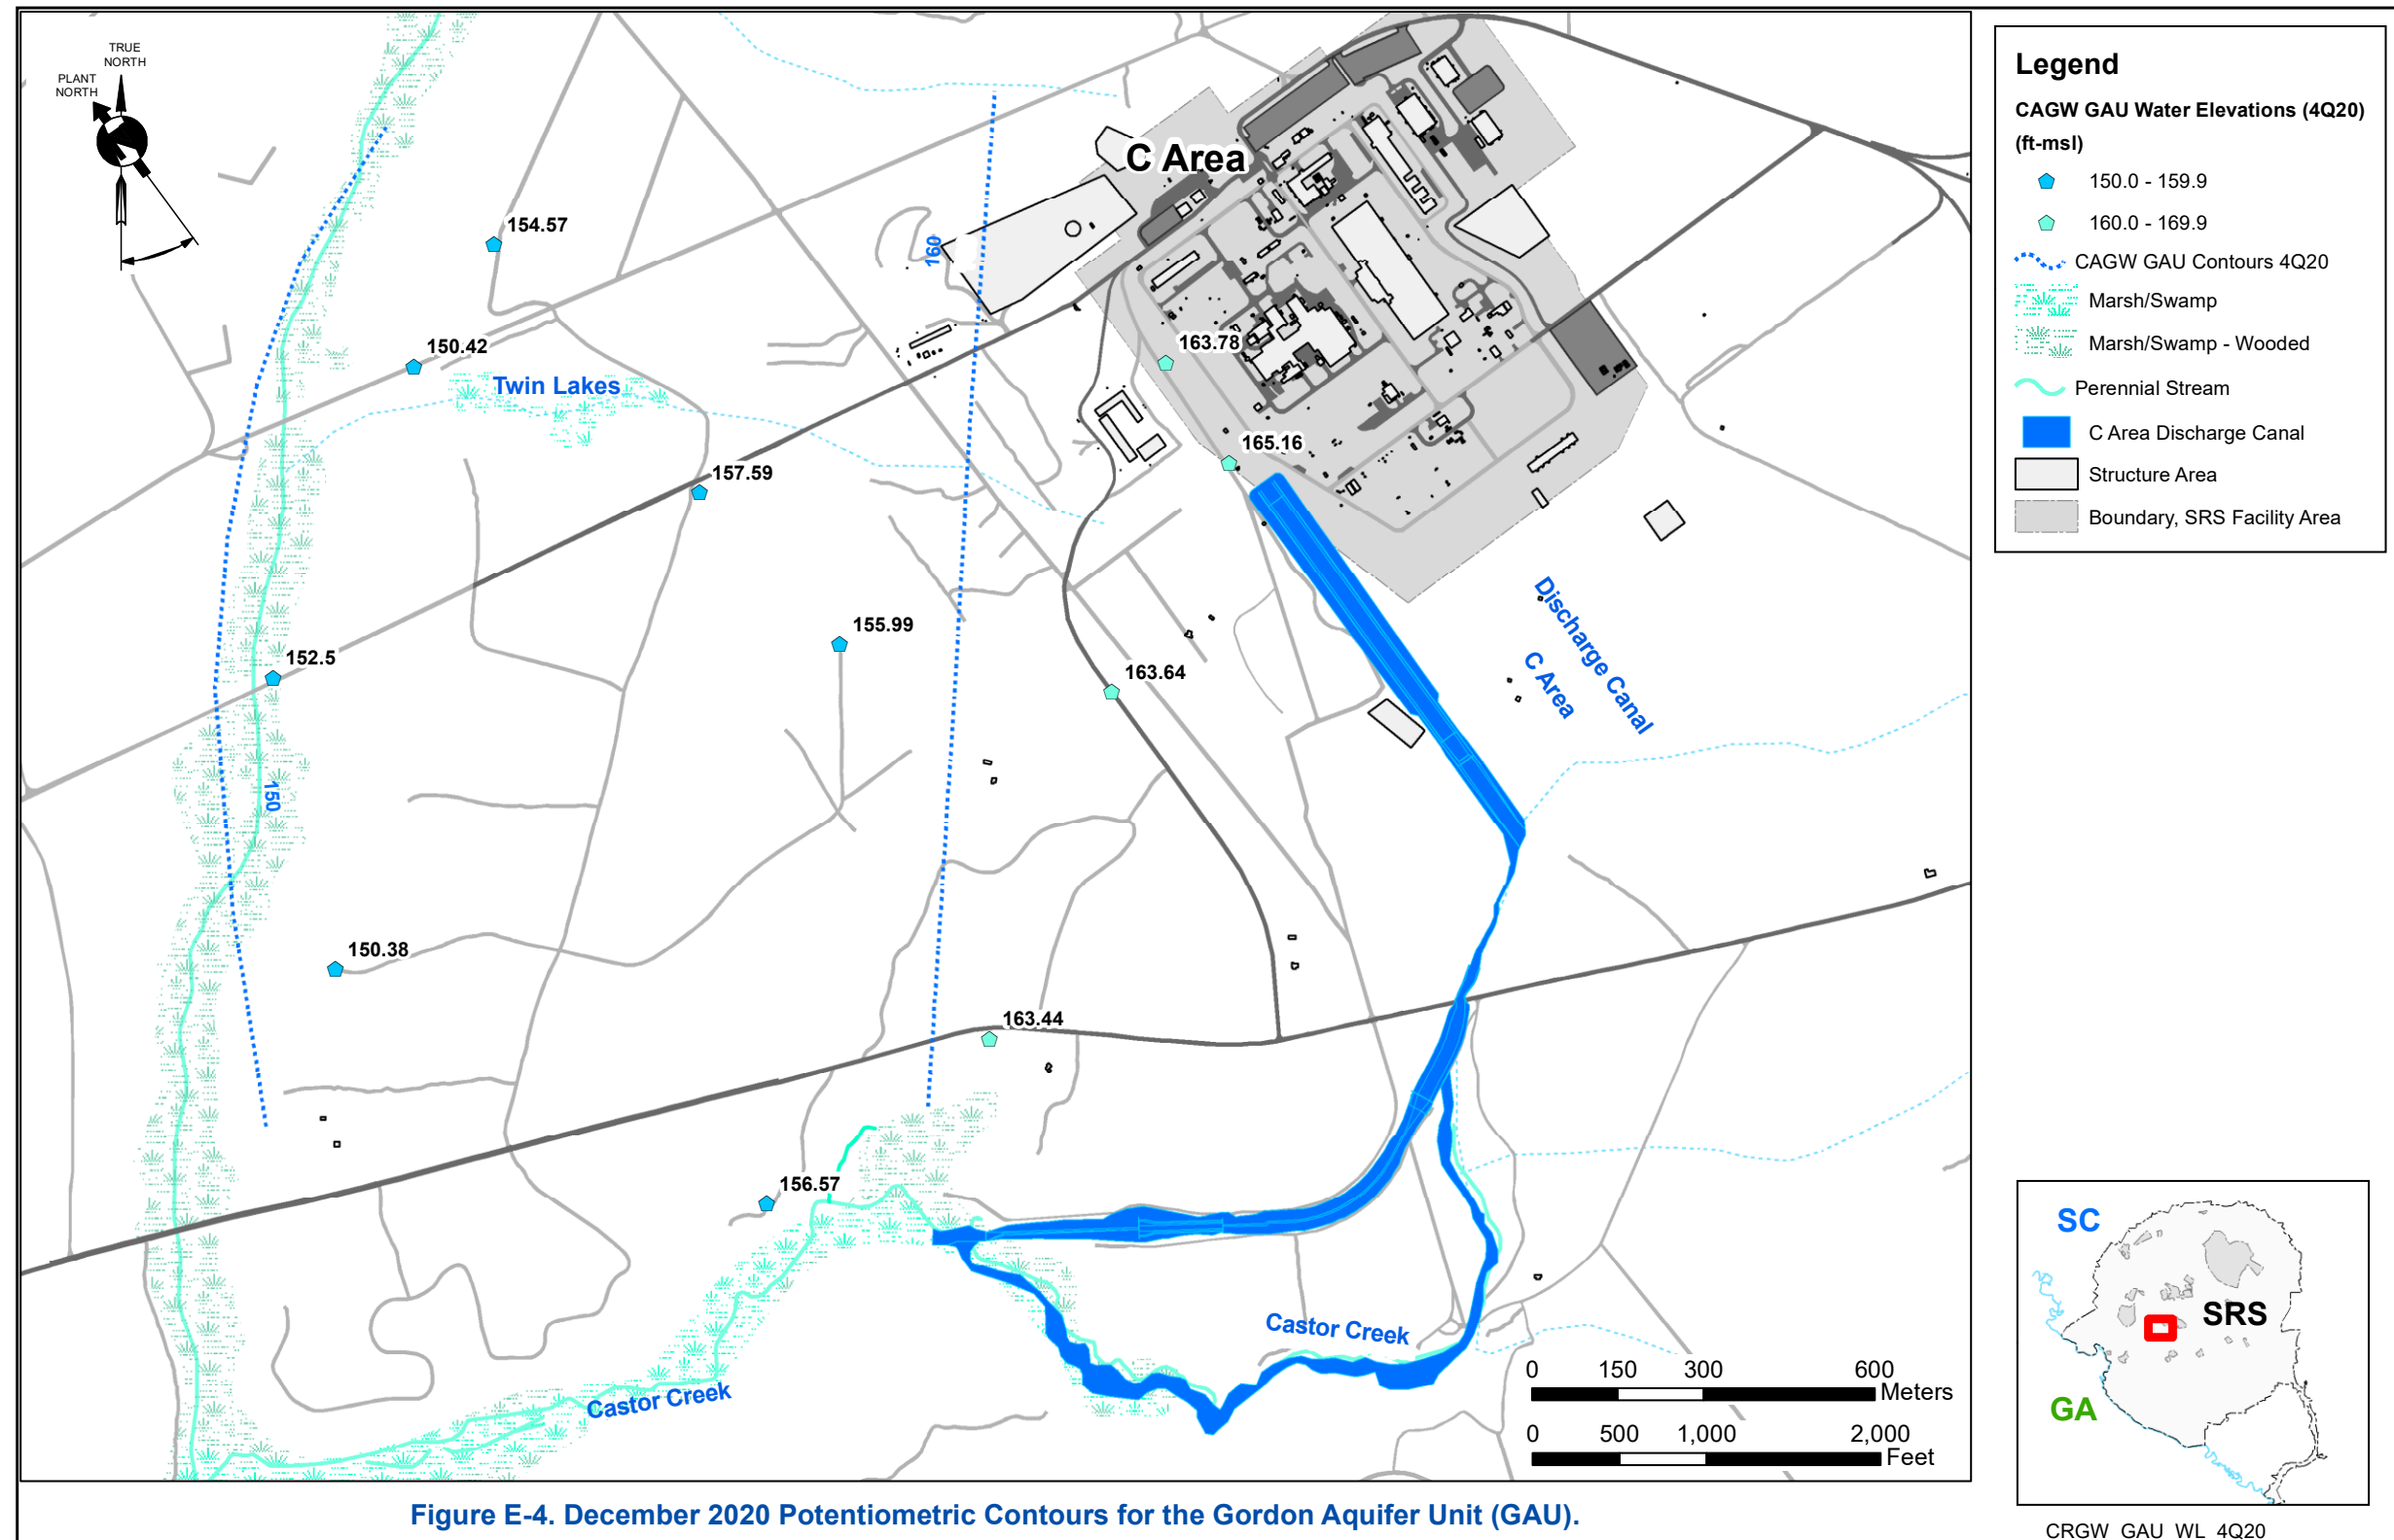 TRUE
NORTH
PLANT
NORTH
C Area
160
154.57
150.42
Twin Lakes
163.78
165.16
157.59
155.99
152.5
163.64
Discharge Canal
C Area
150
150.38
163.44
156.57
Castor Creek
Castor Creek
0 150 300 600
Meters
0 500 1,000 2,000
Feet
Legend
CAGW GAU Water Elevations (4Q20)
(ft-msl)
150.0 - 159.9
160.0 - 169.9
CAGW GAU Contours 4Q20
Marsh/Swamp
Marsh/Swamp - Wooded
Perennial Stream
C Area Discharge Canal
Structure Area
Boundary, SRS Facility Area
SC
SRS
GA
Figure E-4. December 2020 Potentiometric Contours for the Gordon Aquifer Unit (GAU).
CRGW_GAU_WL_4Q20